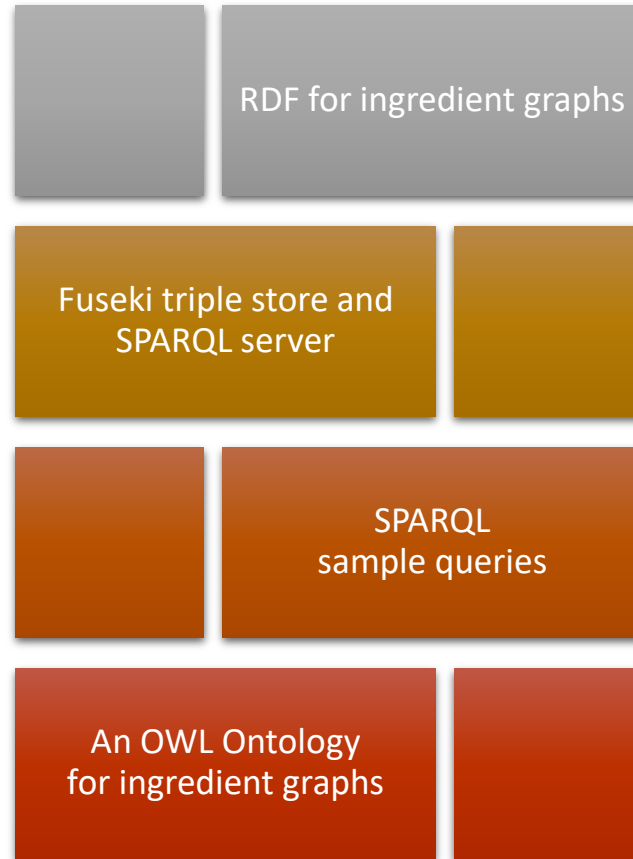 RDF for ingredient graphs
Fuseki triple store and
SPARQL server
SPARQL
sample queries
An OWL Ontology
for ingredient graphs